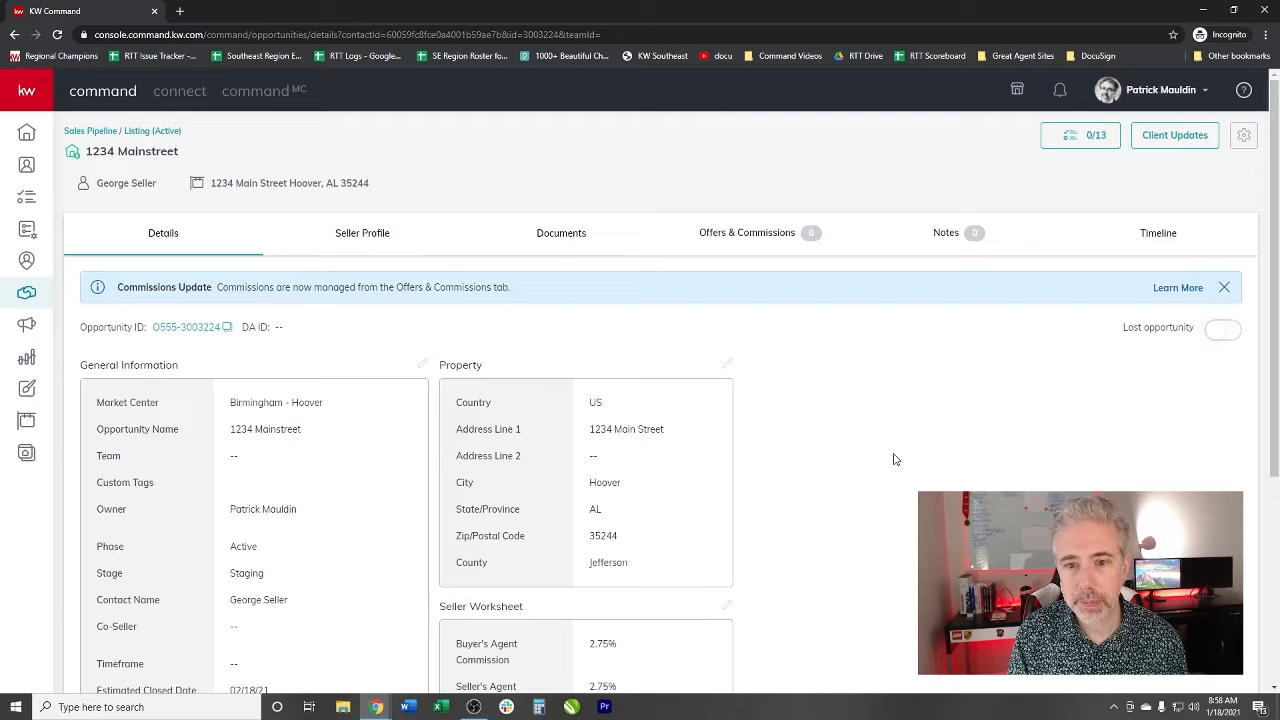 KW Command
console.command.kw.com/command/opportunities/details?contactId=60059fc8fce0a4001b59ae7b&id=3003224&teamId=
Incognito
Regional Champions
RTT Issue Tracker -...
Southeast Region E...
RTT Legs - Google...
SE Region Roster fo...
1000+ Beautiful Ch...
KW Southeast
docu
Command Videos
RTT Drive
RTT Scoreboard
Great Agent Sites
DocuSign
Other bookmarks
kw
command
connect
command MC
Patrick Mauldin
Sales Pipeline / Listing (Active)
1234 Mainstreet
0/13
Client Updates
George Seller
1234 Main Street Hoover, AL 35244
Details
Seller Profile
Documents
Offers & Commissions 0
Notes 0
Timeline
Commissions Update Commissions are now managed from the Offers & Commissions tab.
Learn More
Opportunity ID: O555-3003224 DA ID: --
Lost opportunity
General Information
Market Center Birmingham - Hoover
Opportunity Name 1234 Mainstreet
Team --
Custom Tags
Owner Patrick Mauldin
Phase Active
Stage Staging
Contact Name George Seller
Co-Seller --
Timeframe --
Estimated Closed Date 02/18/21
Property
Country US
Address Line 1 1234 Main Street
Address Line 2 --
City Hoover
State/Province AL
Zip/Postal Code 35244
County Jefferson
Seller Worksheet
Buyer's Agent 2.75%
Commission
Seller's Agent 2.75%
Type here to search
8:58 AM
1/18/2021